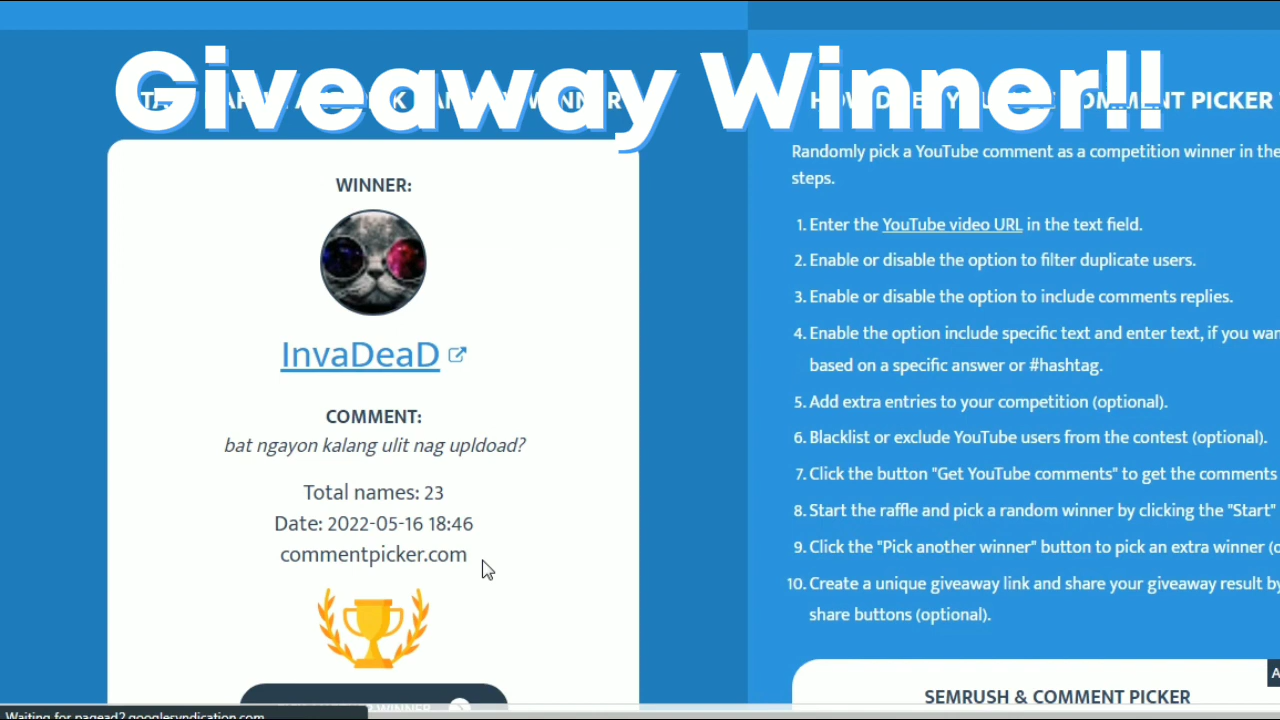 Giveaway Winner!!
WINNER:
InvaDeaD
COMMENT:
bat ngayon kalang ulit nag upldoad?
Total names: 23
Date: 2022-05-16 18:46
commentpicker.com
COMMENT PICKER
Randomly pick a YouTube comment as a competition winner in the
steps.
1. Enter the YouTube video URL in the text field.
2. Enable or disable the option to filter duplicate users.
3. Enable or disable the option to include comments replies.
4. Enable the option include specific text and enter text, if you wan
based on a specific answer or #hashtag.
5. Add extra entries to your competition (optional).
6. Blacklist or exclude YouTube users from the contest (optional).
7. Click the button "Get YouTube comments" to get the comments
8. Start the raffle and pick a random winner by clicking the "Start"
9. Click the "Pick another winner" button to pick an extra winner (o
10. Create a unique giveaway link and share your giveaway result by
share buttons (optional).
SEMRUSH & COMMENT PICKER
Waiting for pagead2.googlesyndication.com